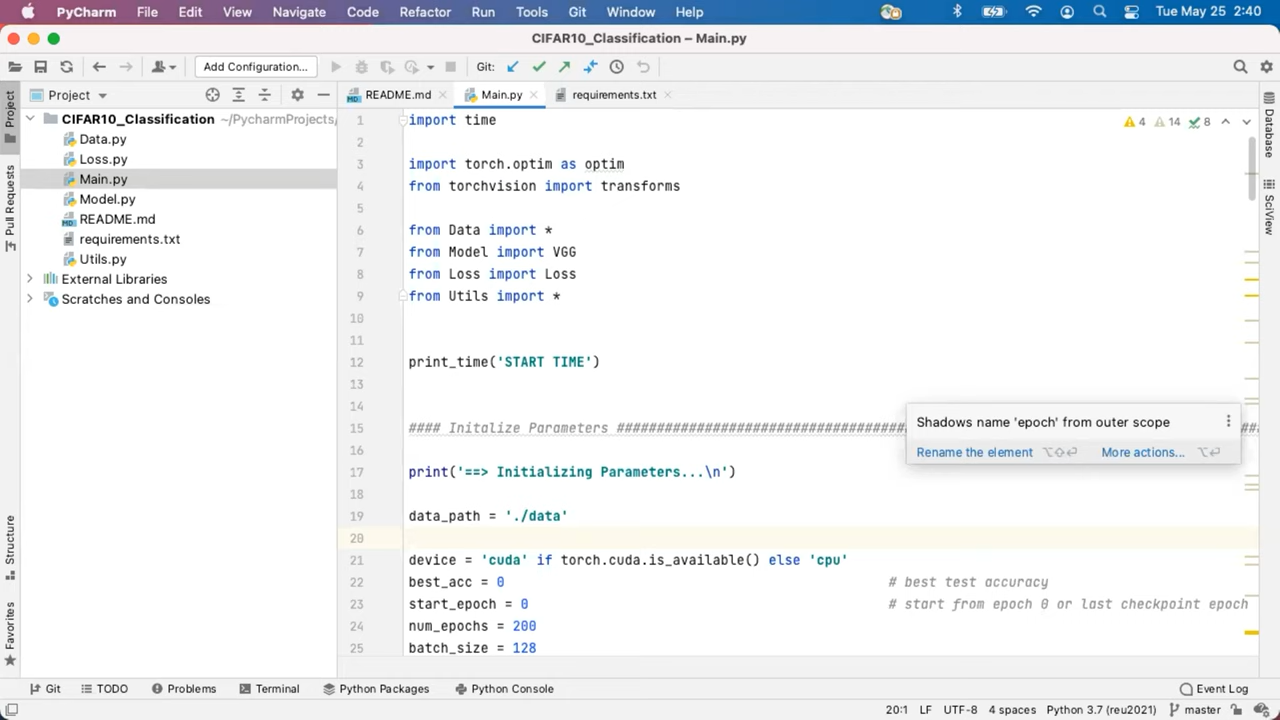 PyCharm File Edit View Navigate Code Refactor Run Tools Git Window Help Tue May 25 2:40
CIFAR10_Classification – Main.py
Add Configuration... Git:
Project README.md Main.py requirements.txt
CIFAR10_Classification ~/PycharmProjects/
Data.py
Loss.py
Main.py
Model.py
README.md
requirements.txt
Utils.py
External Libraries
Scratches and Consoles
Project
Pull Requests
Structure
Favorites
4 14 8
1 import time
2
3 import torch.optim as optim
4 from torchvision import transforms
5
6 from Data import *
7 from Model import VGG
8 from Loss import Loss
9 from Utils import *
10
11
12 print_time('START TIME')
13
14
15 #### Initalize Parameters ####################################
16
17 print('==> Initializing Parameters...\n')
18
19 data_path = './data'
20
21 device = 'cuda' if torch.cuda.is_available() else 'cpu'
22 best_acc = 0 # best test accuracy
23 start_epoch = 0 # start from epoch 0 or last checkpoint epoch
24 num_epochs = 200
25 batch_size = 128
Shadows name 'epoch' from outer scope
Rename the element ⌥⇧⏎ More actions... ⌥⏎
Database
SciView
Git TODO Problems Terminal Python Packages Python Console Event Log
20:1 LF UTF-8 4 spaces Python 3.7 (reu2021) master